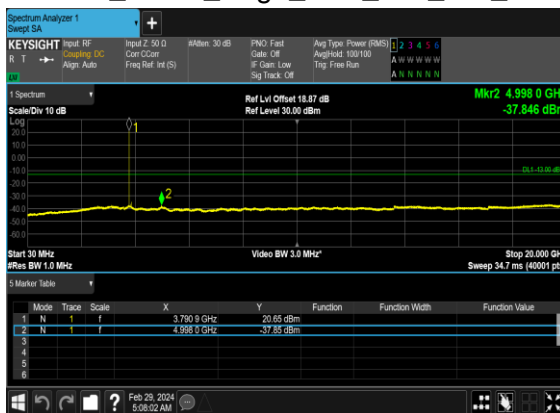 Spectrum Analyzer 1
Swept SA
+
KEYSIGHT
R T
LU
Input: RF
Coupling: DC
Align: Auto
Input Z: 50 Ω
Corr CCorr
Freq Ref: Int (S)
#Atten: 30 dB
PNO: Fast
Gate: Off
IF Gain: Low
Sig Track: Off
Avg Type: Power (RMS)
Avg|Hold: 100/100
Trig: Free Run
1 2 3 4 5 6
A W W W W W
A N N N N N
1 Spectrum
Scale/Div 10 dB
Ref Lvl Offset 18.87 dB
Ref Level 30.00 dBm
Mkr2 4.998 0 GH
-37.846 dBr
Log
20.0
10.0
0.00
-10.0
-20.0
-30.0
-40.0
-50.0
-60.0
1
2
DL1 -13.00 dB
Start 30 MHz
#Res BW 1.0 MHz
Video BW 3.0 MHz*
Stop 20.000 GH
Sweep 34.7 ms (40001 pt
5 Marker Table
Mode Trace Scale X Y Function Function Width Function Value
1 N 1 f 3.790 9 GHz 20.65 dBm
2 N 1 f 4.998 0 GHz -37.85 dBm
3
4
5
6
?
Feb 29, 2024
5:08:02 AM